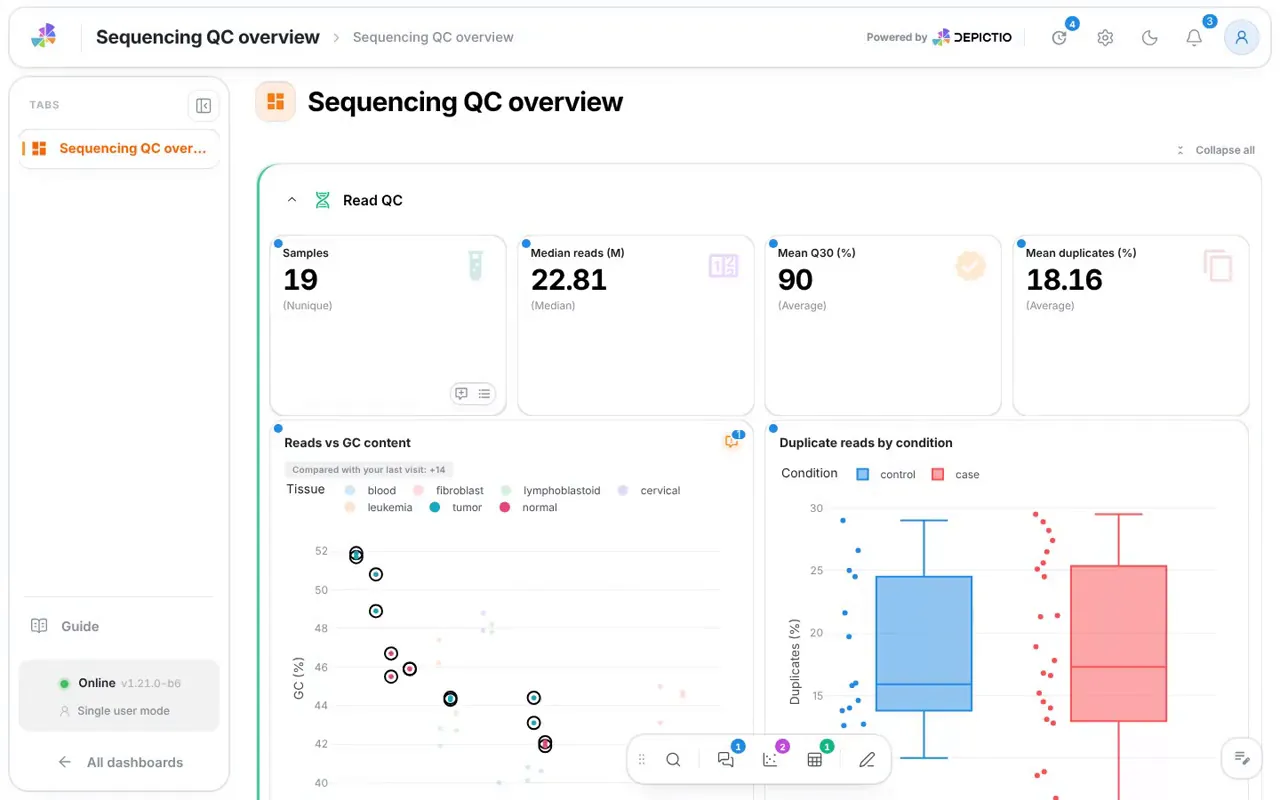 Sequencing QC overview > Sequencing QC overview
Powered by DEPICTIO
4
3
TABS
Sequencing QC over...
Sequencing QC overview
Collapse all
Read QC
Samples
19
(Nunique)
Median reads (M)
22.81
(Median)
Mean Q30 (%)
90
(Average)
Mean duplicates (%)
18.16
(Average)
Reads vs GC content
1
Compared with your last visit: +14
Tissue blood fibroblast lymphoblastoid cervical
leukemia tumor normal
52
50
48
46
44
42
40
GC (%)
Duplicate reads by condition
Condition control case
30
25
20
15
Duplicates (%)
1
2
1
Guide
Online v1.21.0-b6
Single user mode
All dashboards